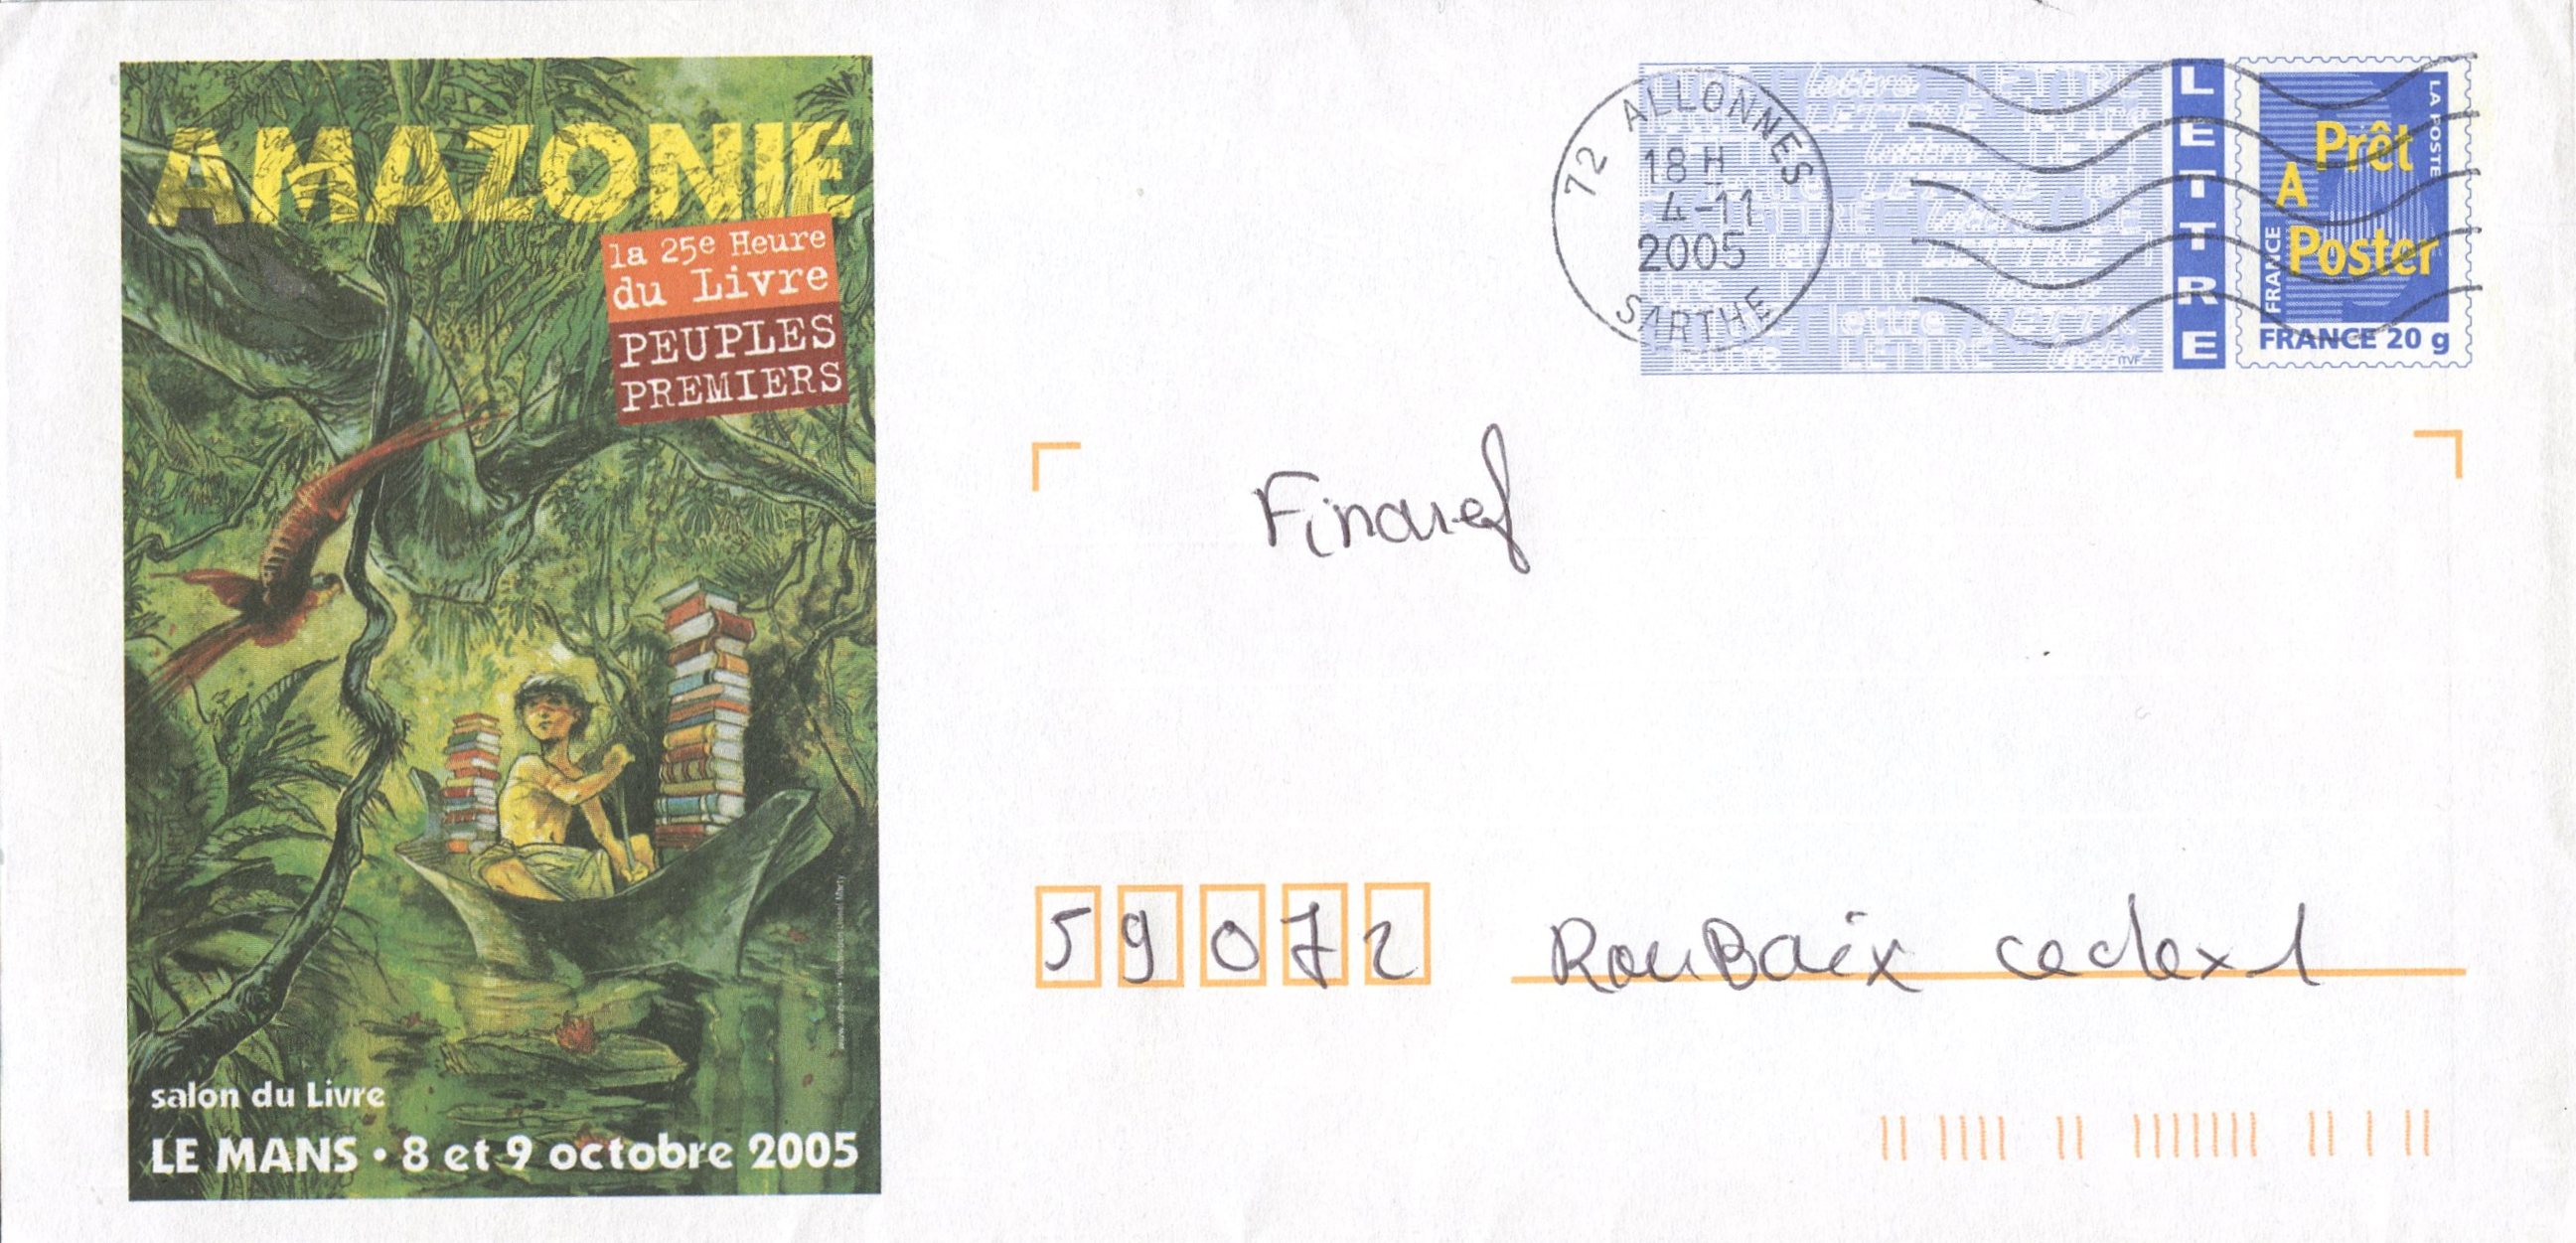 AMAZONIE
la 25e Heure
du Livre
PEUPLES
PREMIERS
salon du Livre
LE MANS • 8 et 9 octobre 2005
72 ALLONNES
18 H
4-11
2005
SARTHE
LETTRE
LA POSTE
Prêt
A
Poster
FRANCE
FRANCE 20 g
Finaref
59072 RouBaix cedex 1